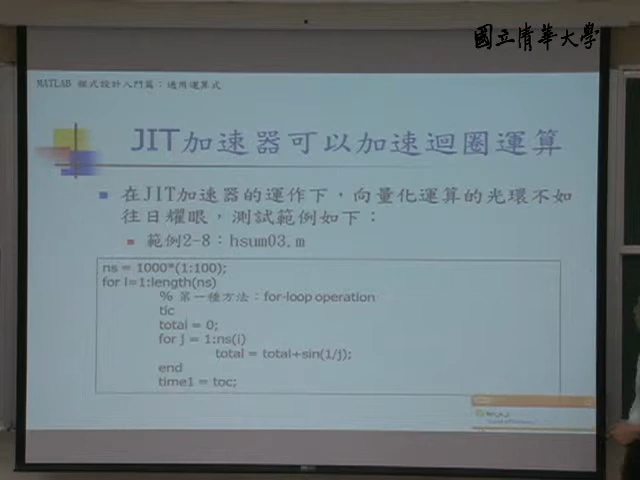 國立清華大學
MATLAB 程式設計入門篇：通用運算式
JIT加速器可以加速迴圈運算
在JIT加速器的運作下，向量化運算的光環不如
往日耀眼，測試範例如下：
範例2-8：hsum03.m
ns = 1000*(1:100);
for i=1:length(ns)
% 第一種方法：for-loop operation
tic
total = 0;
for j = 1:ns(i)
total = total+sin(1/j);
end
time1 = toc;